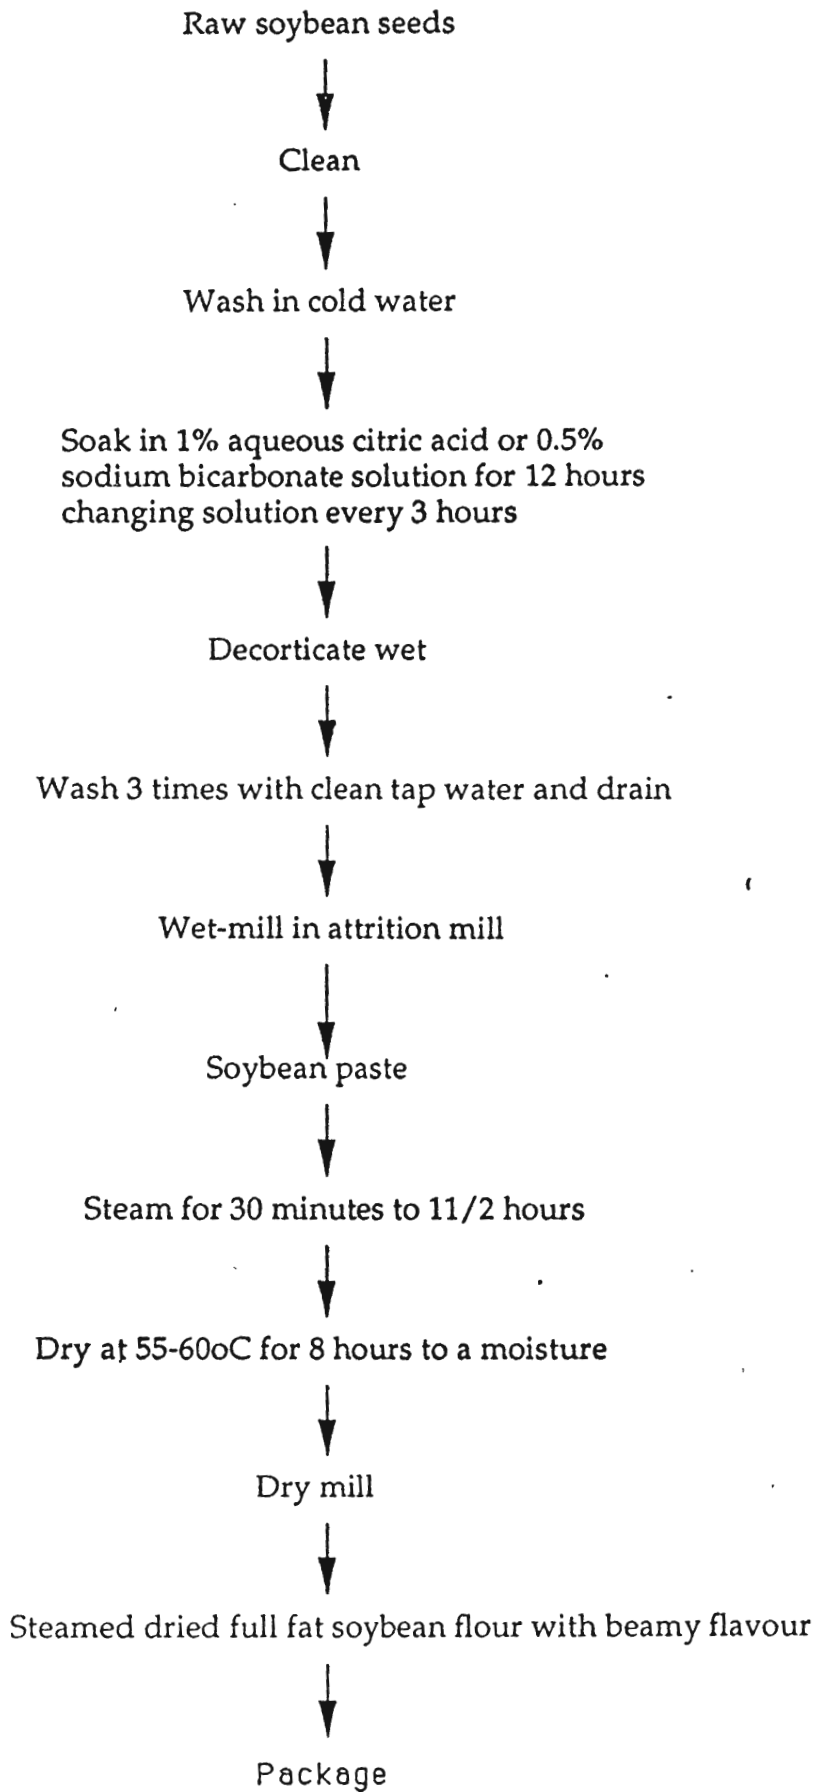 Raw soybean seeds
Clean
Wash in cold water
Soak in 1% aqueous citric acid or 0.5%
sodium bicarbonate solution for 12 hours
changing solution every 3 hours
Decorticate wet
Wash 3 times with clean tap water and drain
Wet-mill in attrition mill
Soybean paste
Steam for 30 minutes to 11/2 hours
Dry at 55-60oC for 8 hours to a moisture
Dry mill
Steamed dried full fat soybean flour with beamy flavour
Package